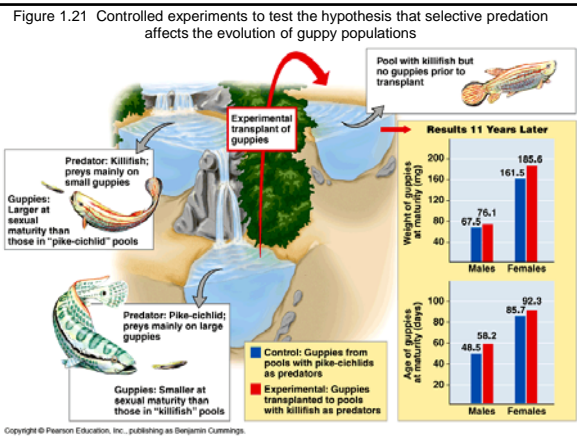 Figure 1.21  Controlled experiments to test the hypothesis that selective predation
affects the evolution of guppy populations
Pool with killifish but
no guppies prior to
transplant
Experimental
transplant of
guppies
Predator: Killifish;
preys mainly on
small guppies
Guppies:
Larger at
sexual
maturity than
those in "pike-cichlid" pools
Predator: Pike-cichlid;
preys mainly on large
guppies
Guppies: Smaller at
sexual maturity than
those in "killifish" pools
Control: Guppies from
pools with pike-cichlids
as predators
Experimental: Guppies
transplanted to pools
with killifish as predators
Results 11 Years Later
Weight of guppies
at maturity (mg)
200
160
120
80
40
67.5
76.1
161.5
185.6
Males
Females
Age of guppies
at maturity (days)
100
80
60
40
20
48.5
58.2
85.7
92.3
Males
Females
Copyright © Pearson Education, Inc., publishing as Benjamin Cummings.